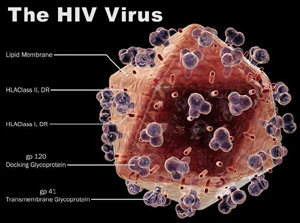 The HIV Virus
Lipid Membrane
HLAClass II, DR
HLAClass I, DR
gp 120
Docking Glycoprotein
gp 41
Transmembrane Glycoprotein